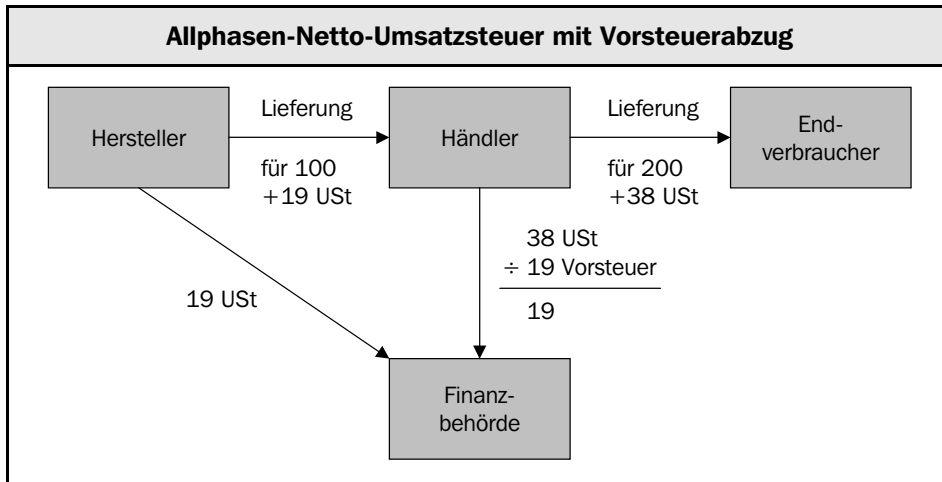 Allphasen-Netto-Umsatzsteuer mit Vorsteuerabzug
Hersteller
Lieferung
für 100
+19 USt
Händler
Lieferung
für 200
+38 USt
End-
verbraucher
19 USt
38 USt
÷ 19 Vorsteuer
19
Finanz-
behörde